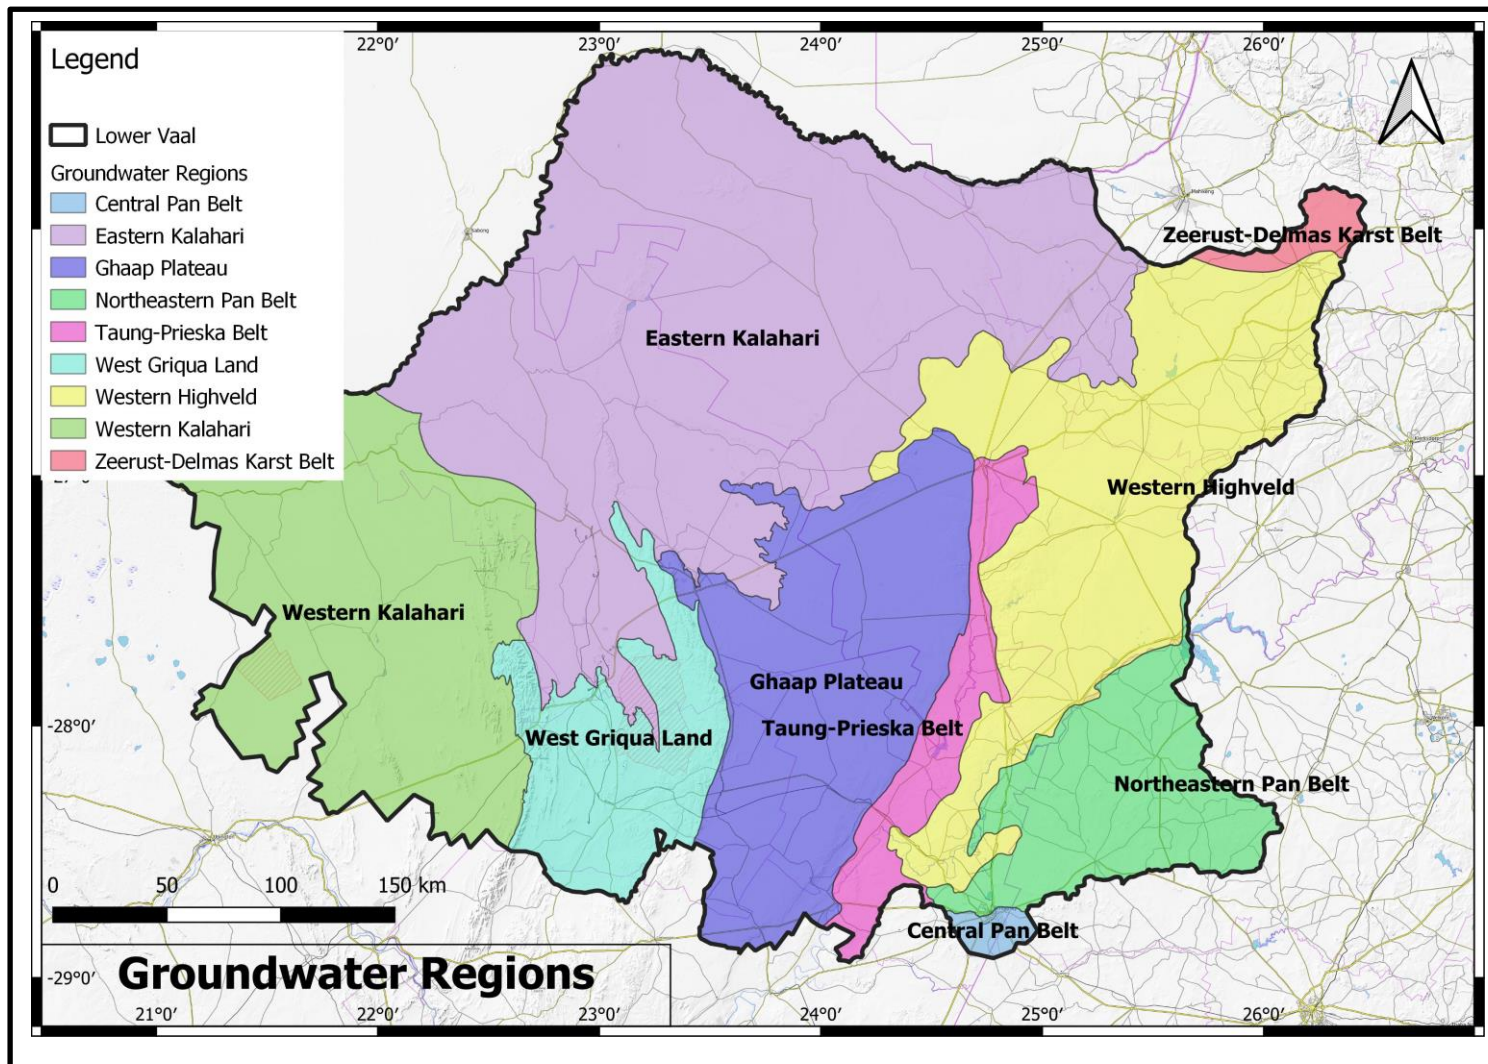 22°0′ 23°0′ 24°0′ 25°0′ 26°0′
Legend
Lower Vaal
Groundwater Regions
Central Pan Belt
Eastern Kalahari
Ghaap Plateau
Northeastern Pan Belt
Taung-Prieska Belt
West Griqua Land
Western Highveld
Western Kalahari
Zeerust-Delmas Karst Belt
Zeerust-Delmas Karst Belt
Eastern Kalahari
Western Highveld
Western Kalahari
Ghaap Plateau
Taung-Prieska Belt
West Griqua Land
-28°0′
Northeastern Pan Belt
0 50 100 150 km
Central Pan Belt
Groundwater Regions
-29°0′
21°0′ 22°0′ 23°0′ 24°0′ 25°0′ 26°0′